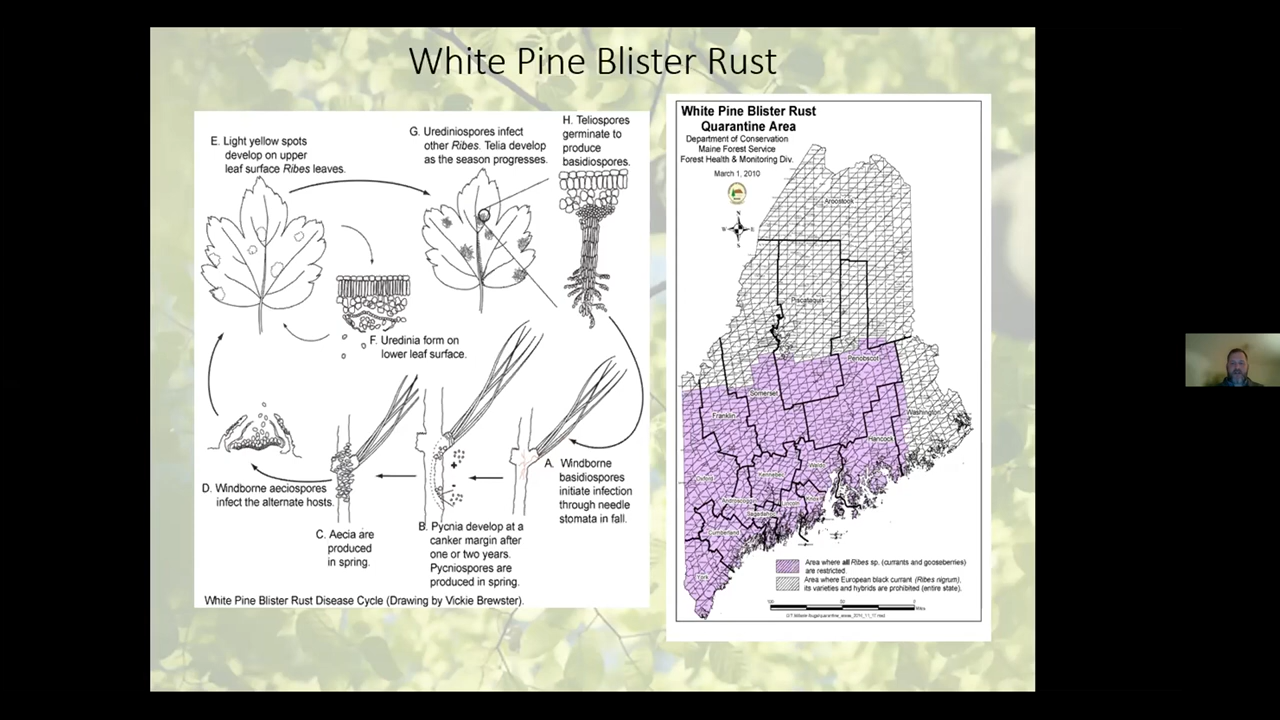 White Pine Blister Rust
E. Light yellow spots
develop on upper
leaf surface Ribes leaves.
G. Urediniospores infect
other Ribes. Telia develop
as the season progresses.
H. Teliospores
germinate to
produce
basidiospores.
F. Uredinia form on
lower leaf surface.
D. Windborne aeciospores
infect the alternate hosts.
C. Aecia are
produced
in spring.
B. Pycnia develop at a
canker margin after
one or two years.
Pycniospores are
produced in spring.
A. Windborne
basidiospores
initiate infection
through needle
stomata in fall.
White Pine Blister Rust Disease Cycle (Drawing by Vickie Brewster).
White Pine Blister Rust
Quarantine Area
Department of Conservation
Maine Forest Service
Forest Health & Monitoring Div.
March 1, 2010
N
W E
S
Aroostook
Piscataquis
Penobscot
Somerset
Franklin
Washington
Hancock
Oxford
Kennebec
Waldo
Knox
Lincoln
Androscoggin
Sagadahoc
Cumberland
York
Area where all Ribes sp. (currants and gooseberries)
are restricted.
Area where European black currant (Ribes nigrum),
its varieties and hybrids are prohibited (entire state).
Miles